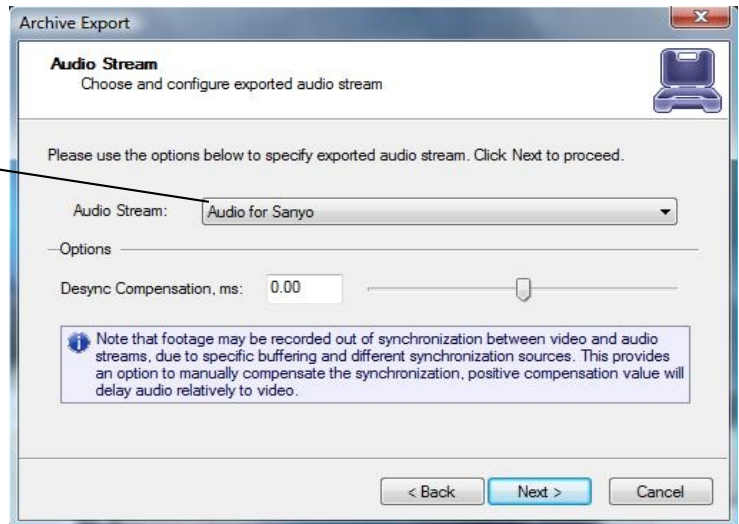 Archive Export
Audio Stream
Choose and configure exported audio stream
Please use the options below to specify exported audio stream. Click Next to proceed.
Audio Stream: Audio for Sanyo
Options
Desync Compensation, ms: 0.00
Note that footage may be recorded out of synchronization between video and audio
streams, due to specific buffering and different synchronization sources. This provides
an option to manually compensate the synchronization, positive compensation value will
delay audio relatively to video.
< Back Next > Cancel